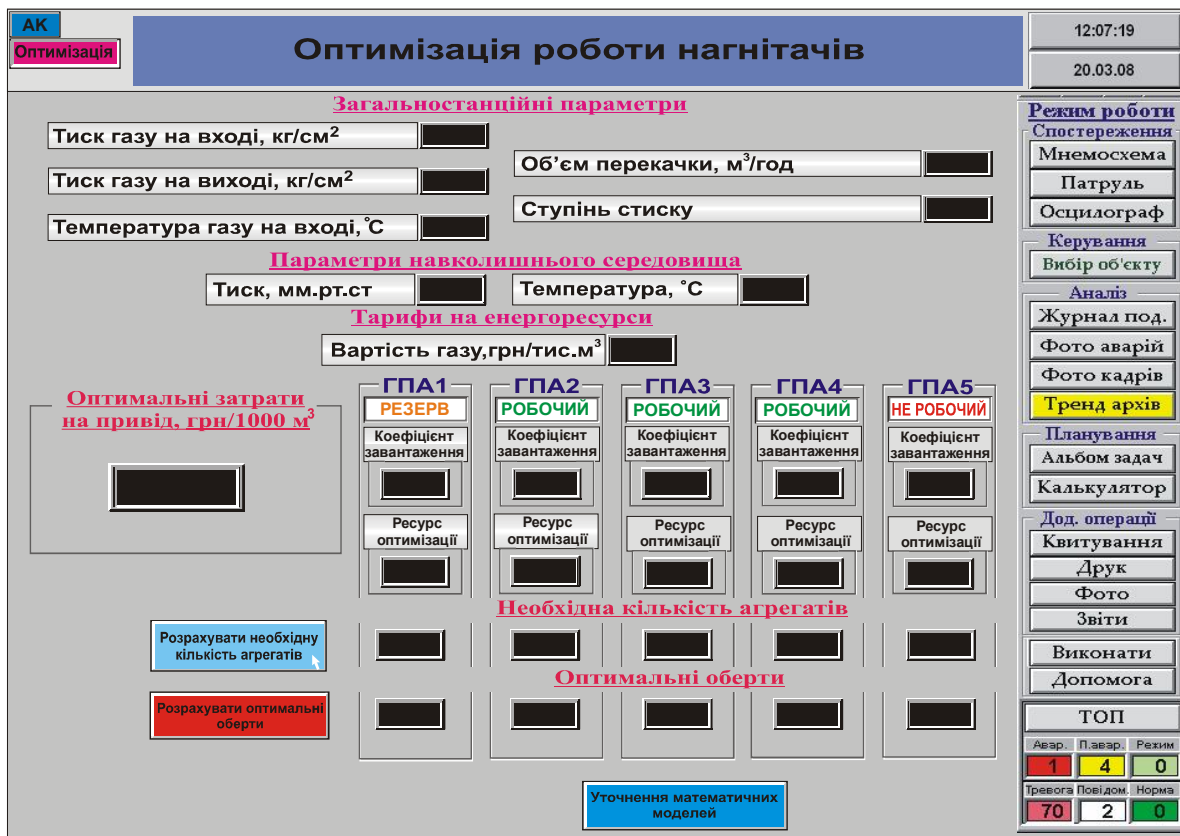 АК
Оптимізація
Оптимізація роботи нагнітачів
12:07:19
20.03.08
Загальностанційні параметри
Тиск газу на вході, кг/см²
Тиск газу на виході, кг/см²
Температура газу на вході,°С
Об’єм перекачки, м³/год
Ступінь стиску
Параметри навколишнього середовища
Тиск, мм.рт.ст
Температура, °С
Тарифи на енергоресурси
Вартість газу,грн/тис.м³
Оптимальні затрати
на привід, грн/1000 м³
ГПА1
РЕЗЕРВ
Коефіцієнт
завантаження
Ресурс
оптимізації
ГПА2
РОБОЧИЙ
Коефіцієнт
завантаження
Ресурс
оптимізації
ГПА3
РОБОЧИЙ
Коефіцієнт
завантаження
Ресурс
оптимізації
ГПА4
РОБОЧИЙ
Коефіцієнт
завантаження
Ресурс
оптимізації
ГПА5
НЕ РОБОЧИЙ
Коефіцієнт
завантаження
Ресурс
оптимізації
Необхідна кількість агрегатів
Розрахувати необхідну
кількість агрегатів
Оптимальні оберти
Розрахувати оптимальні
оберти
Уточнення математичних
моделей
Режим роботи
Спостереження
Мнемосхема
Патруль
Осцилограф
Керування
Вибір об'єкту
Аналіз
Журнал под.
Фото аварій
Фото кадрів
Тренд архів
Планування
Альбом задач
Калькулятор
Дод. операції
Квитування
Друк
Фото
Звіти
Виконати
Допомога
ТОП
Авар. П.авар. Режим
1 4 0
Тревога Повідом. Норма
70 2 0